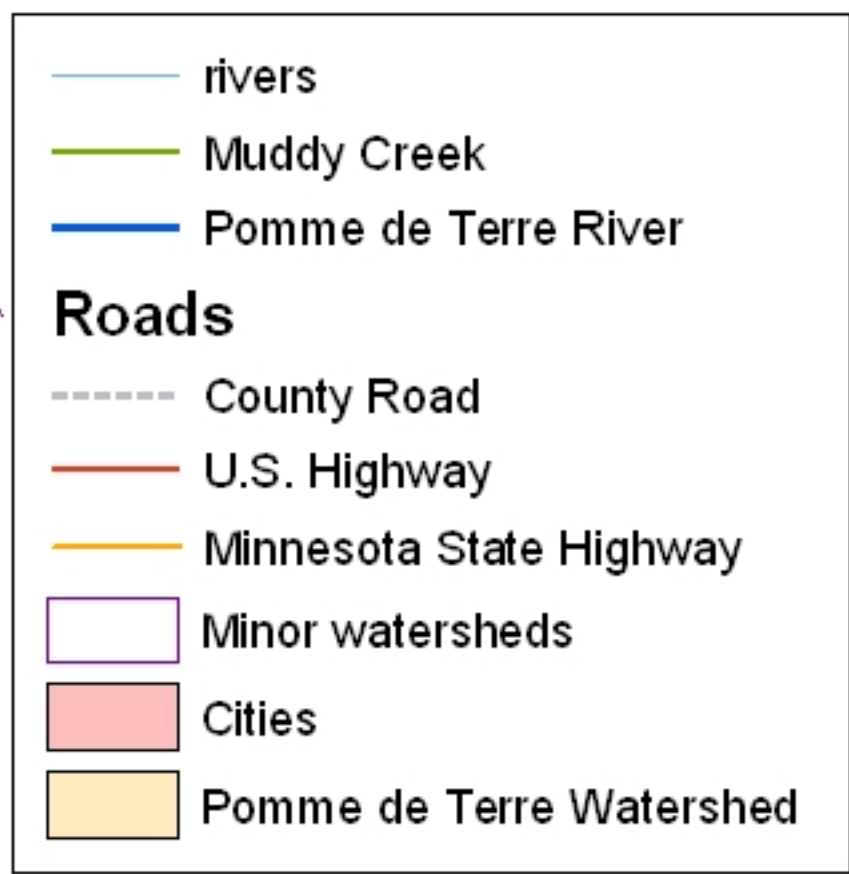 rivers
Muddy Creek
Pomme de Terre River
Roads
County Road
U.S. Highway
Minnesota State Highway
Minor watersheds
Cities
Pomme de Terre Watershed